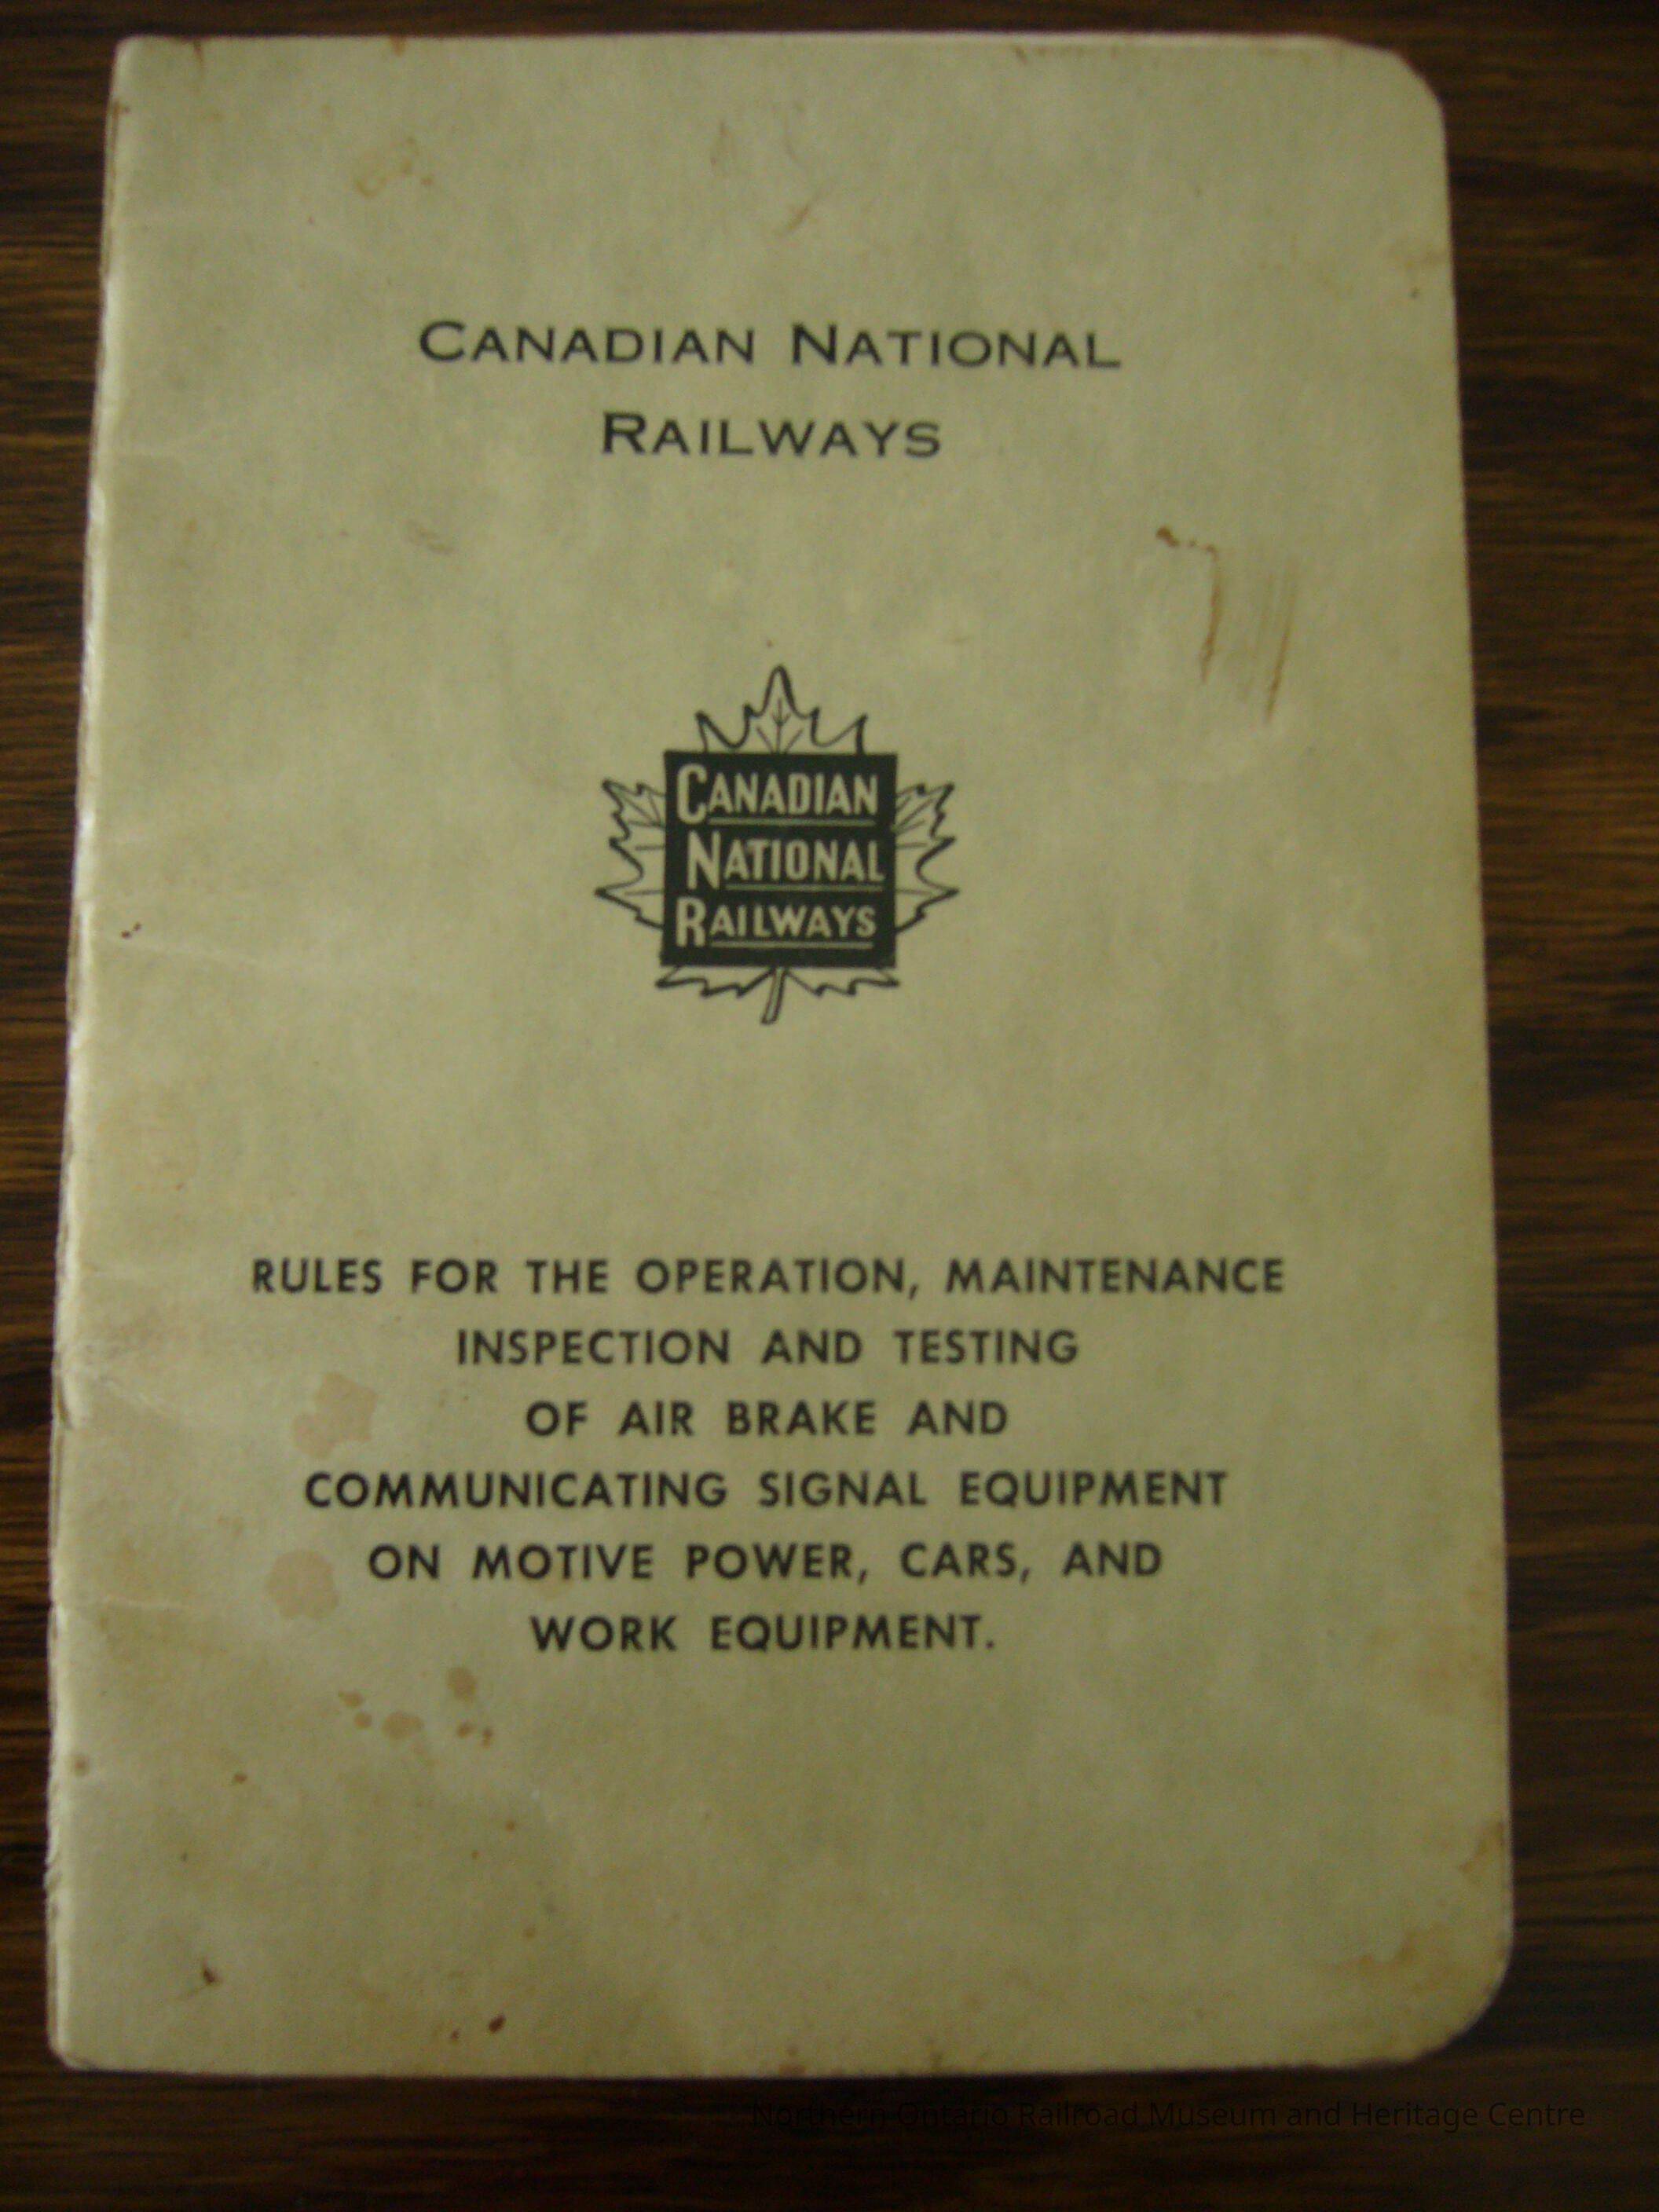 CANADIAN NATIONAL
RAILWAYS
CANADIAN
NATIONAL
RAILWAYS
RULES FOR THE OPERATION, MAINTENANCE
INSPECTION AND TESTING
OF AIR BRAKE AND
COMMUNICATING SIGNAL EQUIPMENT
ON MOTIVE POWER, CARS, AND
WORK EQUIPMENT.
Northern Ontario Railroad Museum and Heritage Centre